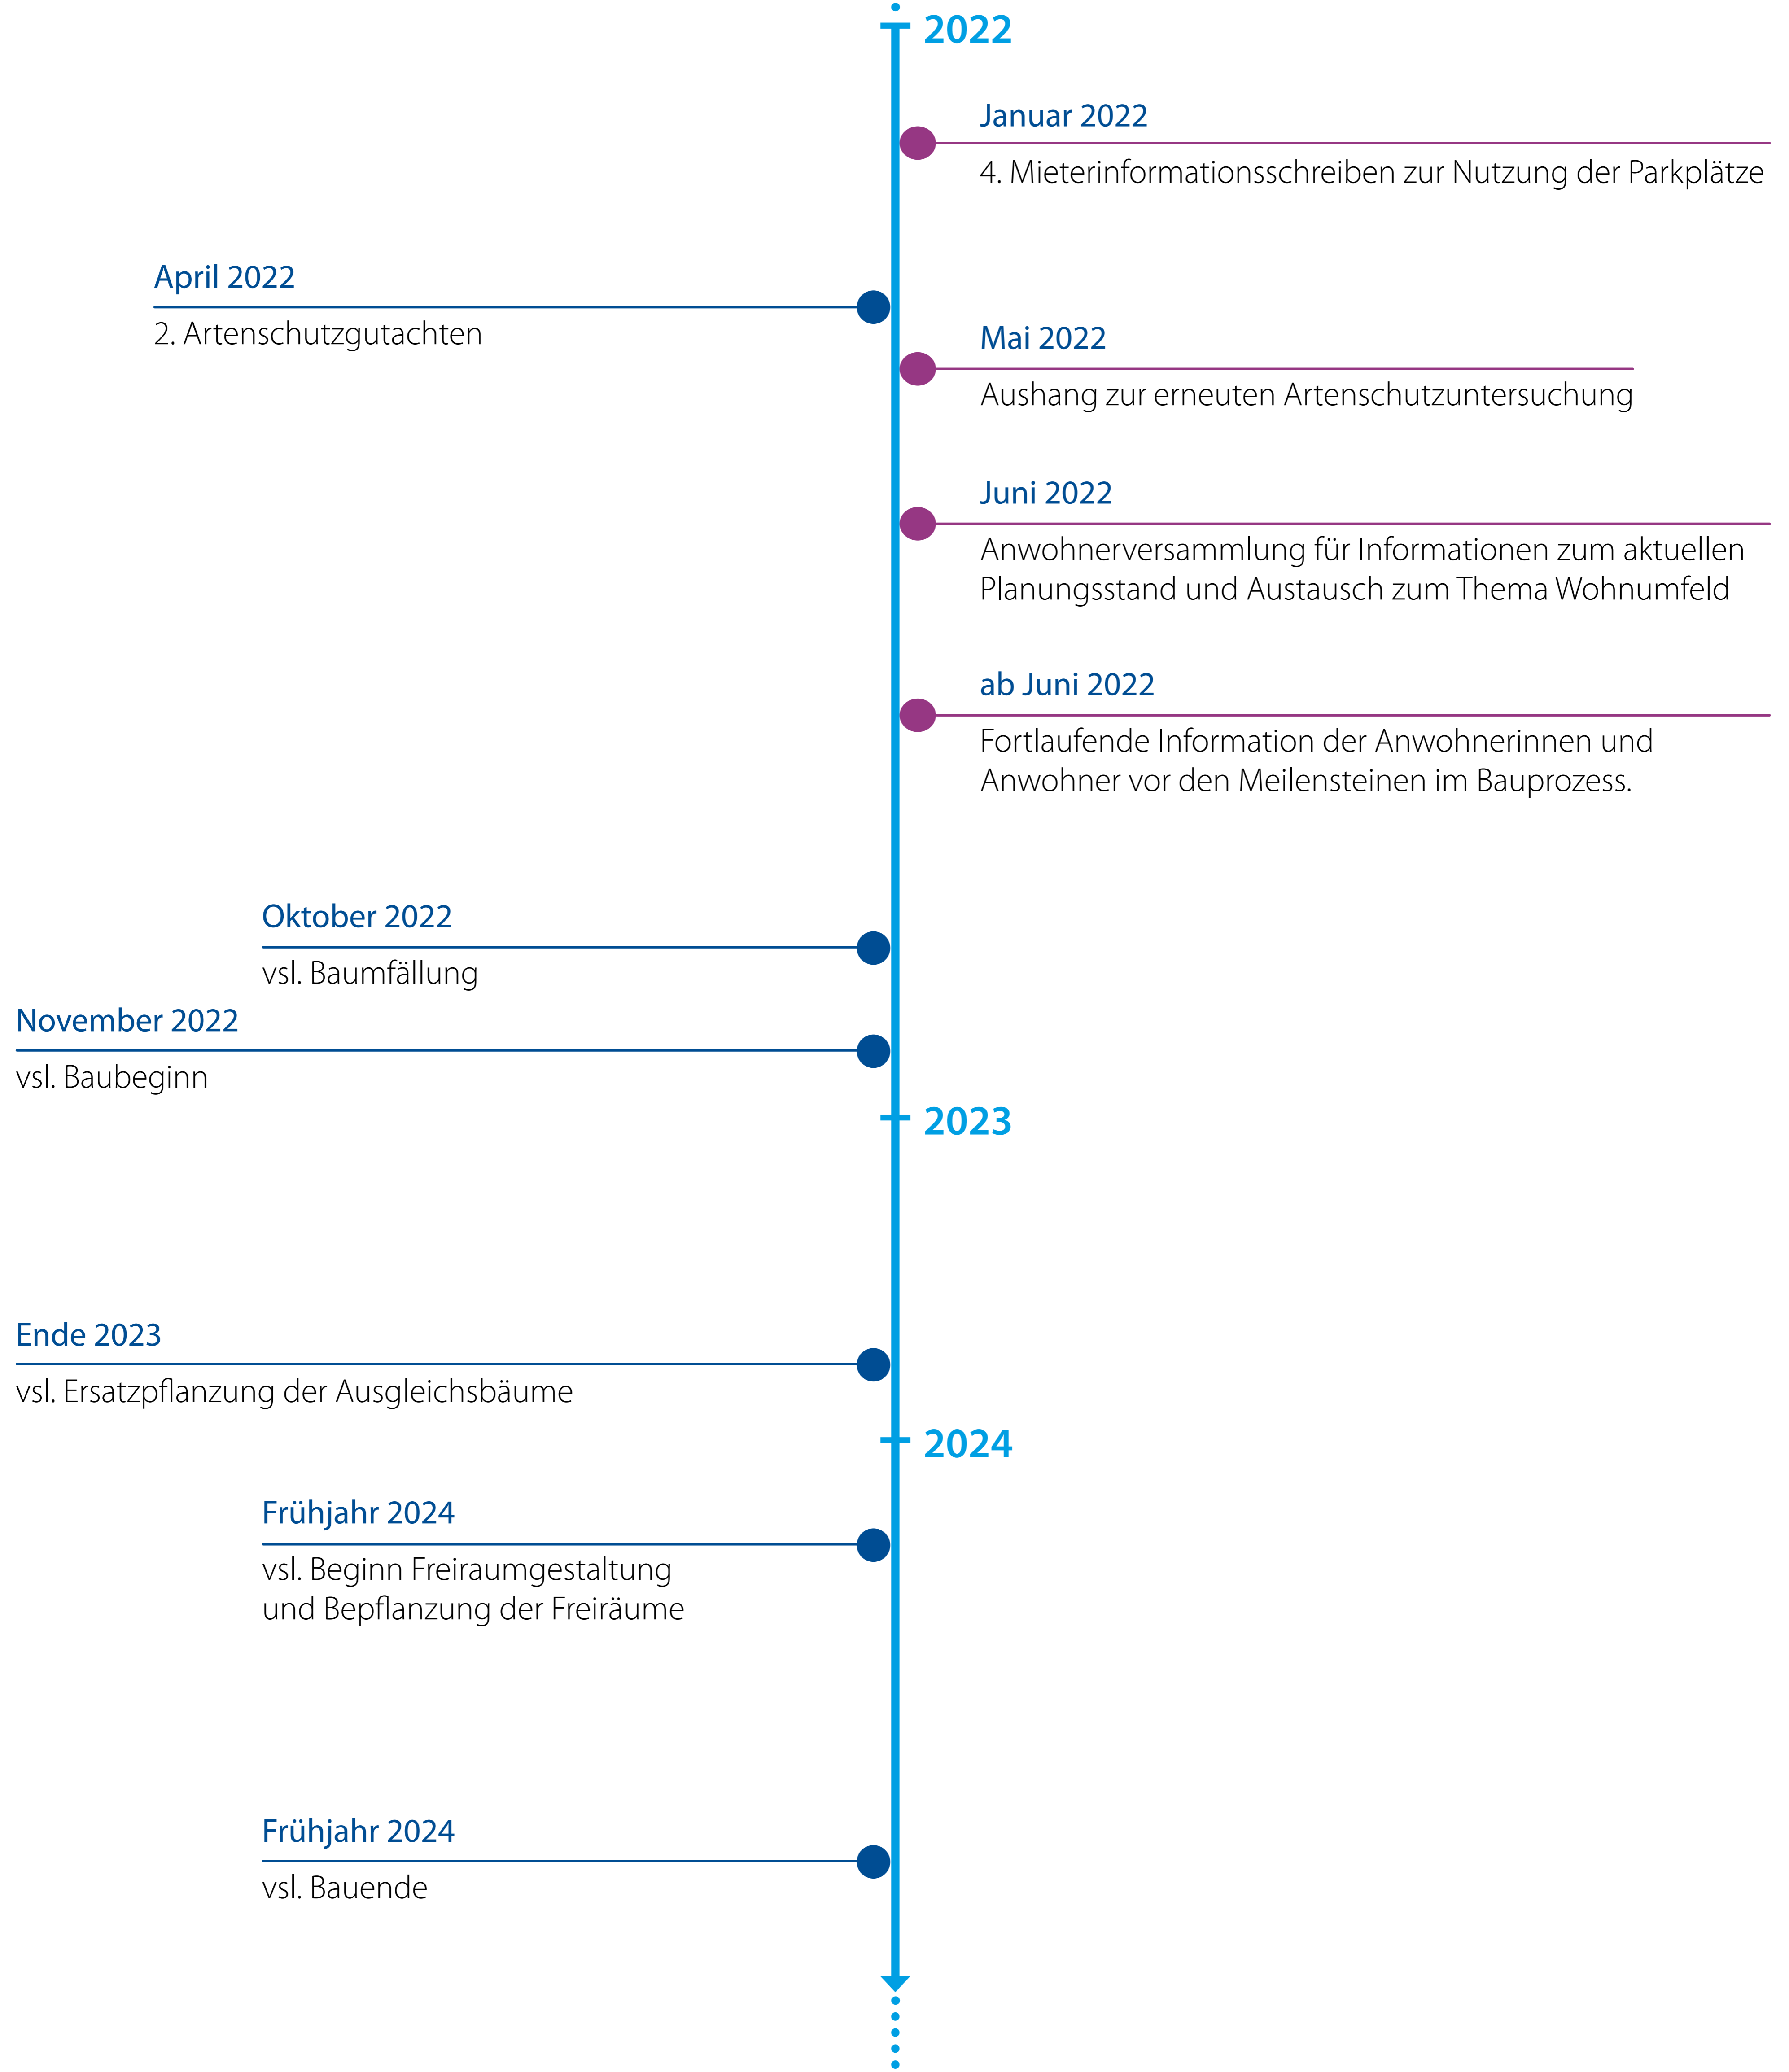 2022
Januar 2022
4. Mieterinformationsschreiben zur Nutzung der Parkplätze
April 2022
2. Artenschutzgutachten
Mai 2022
Aushang zur erneuten Artenschutzuntersuchung
Juni 2022
Anwohnerversammlung für Informationen zum aktuellen
Planungsstand und Austausch zum Thema Wohnumfeld
ab Juni 2022
Fortlaufende Information der Anwohnerinnen und
Anwohner vor den Meilensteinen im Bauprozess.
Oktober 2022
vsl. Baumfällung
November 2022
vsl. Baubeginn
2023
Ende 2023
vsl. Ersatzpflanzung der Ausgleichsbäume
2024
Frühjahr 2024
vsl. Beginn Freiraumgestaltung
und Bepflanzung der Freiräume
Frühjahr 2024
vsl. Bauende